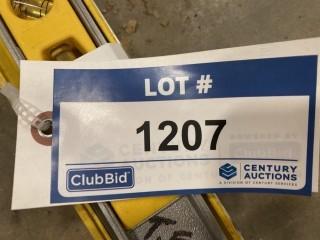 LOT #
1207
ClubBid
CENTURY
AUCTIONS
A DIVISION OF CENTURY SERVICES